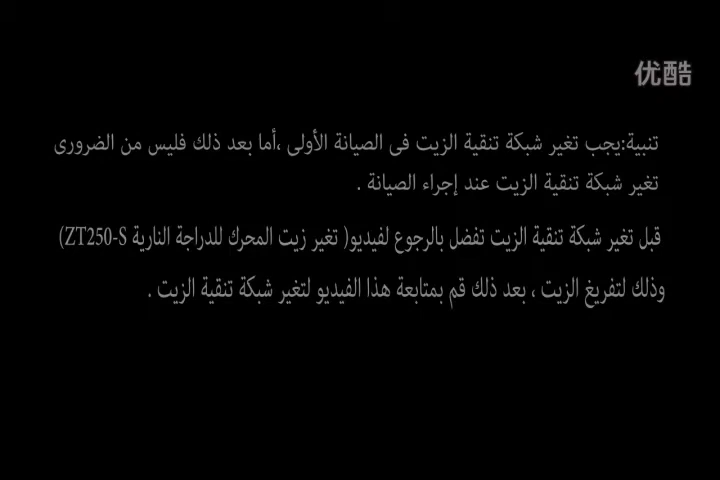 优酷
تنبية:يجب تغير شبكة تنقية الزيت فى الصيانة الأولى ،أما بعد ذلك فليس من الضرورى
تغير شبكة تنقية الزيت عند إجراء الصيانة .
قبل تغير شبكة تنقية الزيت تفضل بالرجوع لفيديو( تغير زيت المحرك للدراجة النارية ZT250-S)
وذلك لتفريغ الزيت ، بعد ذلك قم بمتابعة هذا الفيديو لتغير شبكة تنقية الزيت .